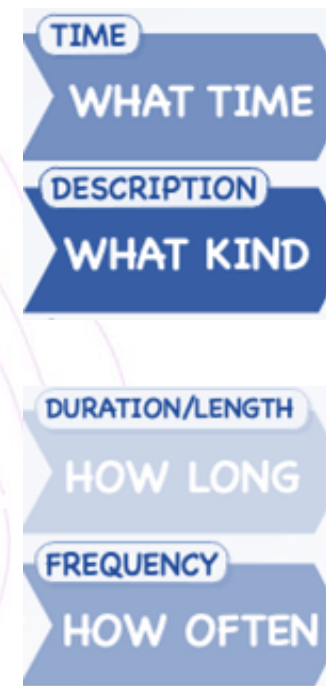 TIME
WHAT TIME
DESCRIPTION
WHAT KIND
DURATION/LENGTH
HOW LONG
FREQUENCY
HOW OFTEN